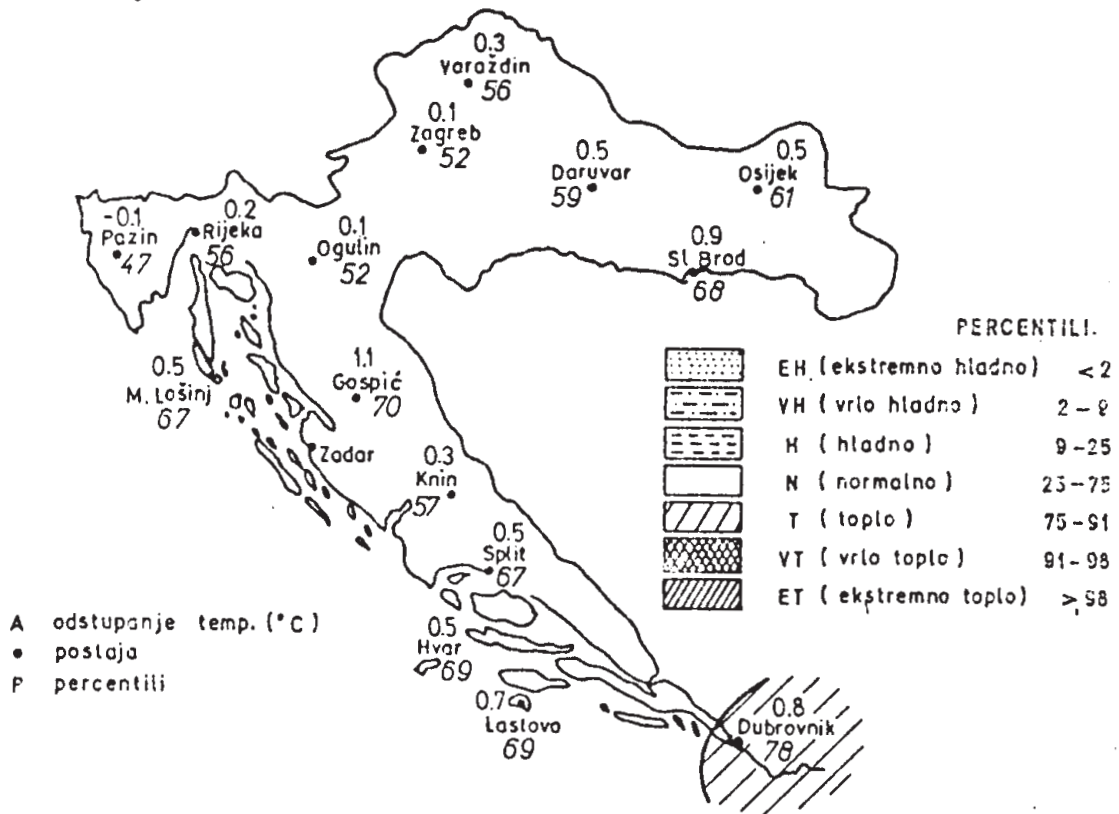 0.3
Varaždin
56
0.1
Zagreb
52
0.5
Daruvar
59
0.5
Osijek
61
-0.1
Pazin
47
0.2
Rijeka
56
0.1
Ogulin
52
0.9
Sl. Brod
68
0.5
M. Lošinj
67
1.1
Gospić
70
Zadar
0.3
Knin
57
0.5
Split
67
0.5
Hvar
69
0.7
Lastovo
69
0.8
Dubrovnik
78
PERCENTILI.
EH (ekstremno hladno) < 2
VH (vrlo hladno) 2-9
H (hladno) 9-25
N (normalno) 25-75
T (toplo) 75-91
VT (vrlo toplo) 91-98
ET (ekstremno toplo) > 98
A odstupanje temp. (°C)
• postaja
P percentili